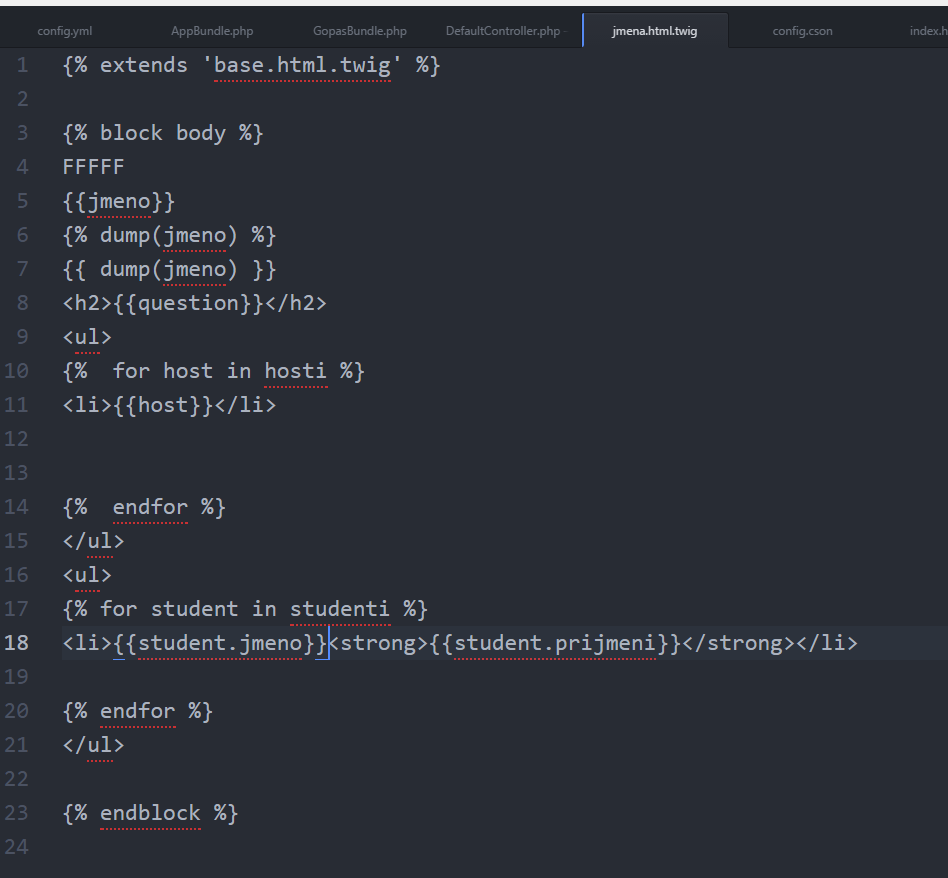 config.yml AppBundle.php GopasBundle.php DefaultController.php jmena.html.twig config.cson index.h
1 {% extends 'base.html.twig' %}
2
3 {% block body %}
4 FFFFF
5 {{jmeno}}
6 {% dump(jmeno) %}
7 {{ dump(jmeno) }}
8 <h2>{{question}}</h2>
9 <ul>
10 {%  for host in hosti %}
11 <li>{{host}}</li>
12
13
14 {%  endfor %}
15 </ul>
16 <ul>
17 {% for student in studenti %}
18 <li>{{student.jmeno}}<strong>{{student.prijmeni}}</strong></li>
19
20 {% endfor %}
21 </ul>
22
23 {% endblock %}
24